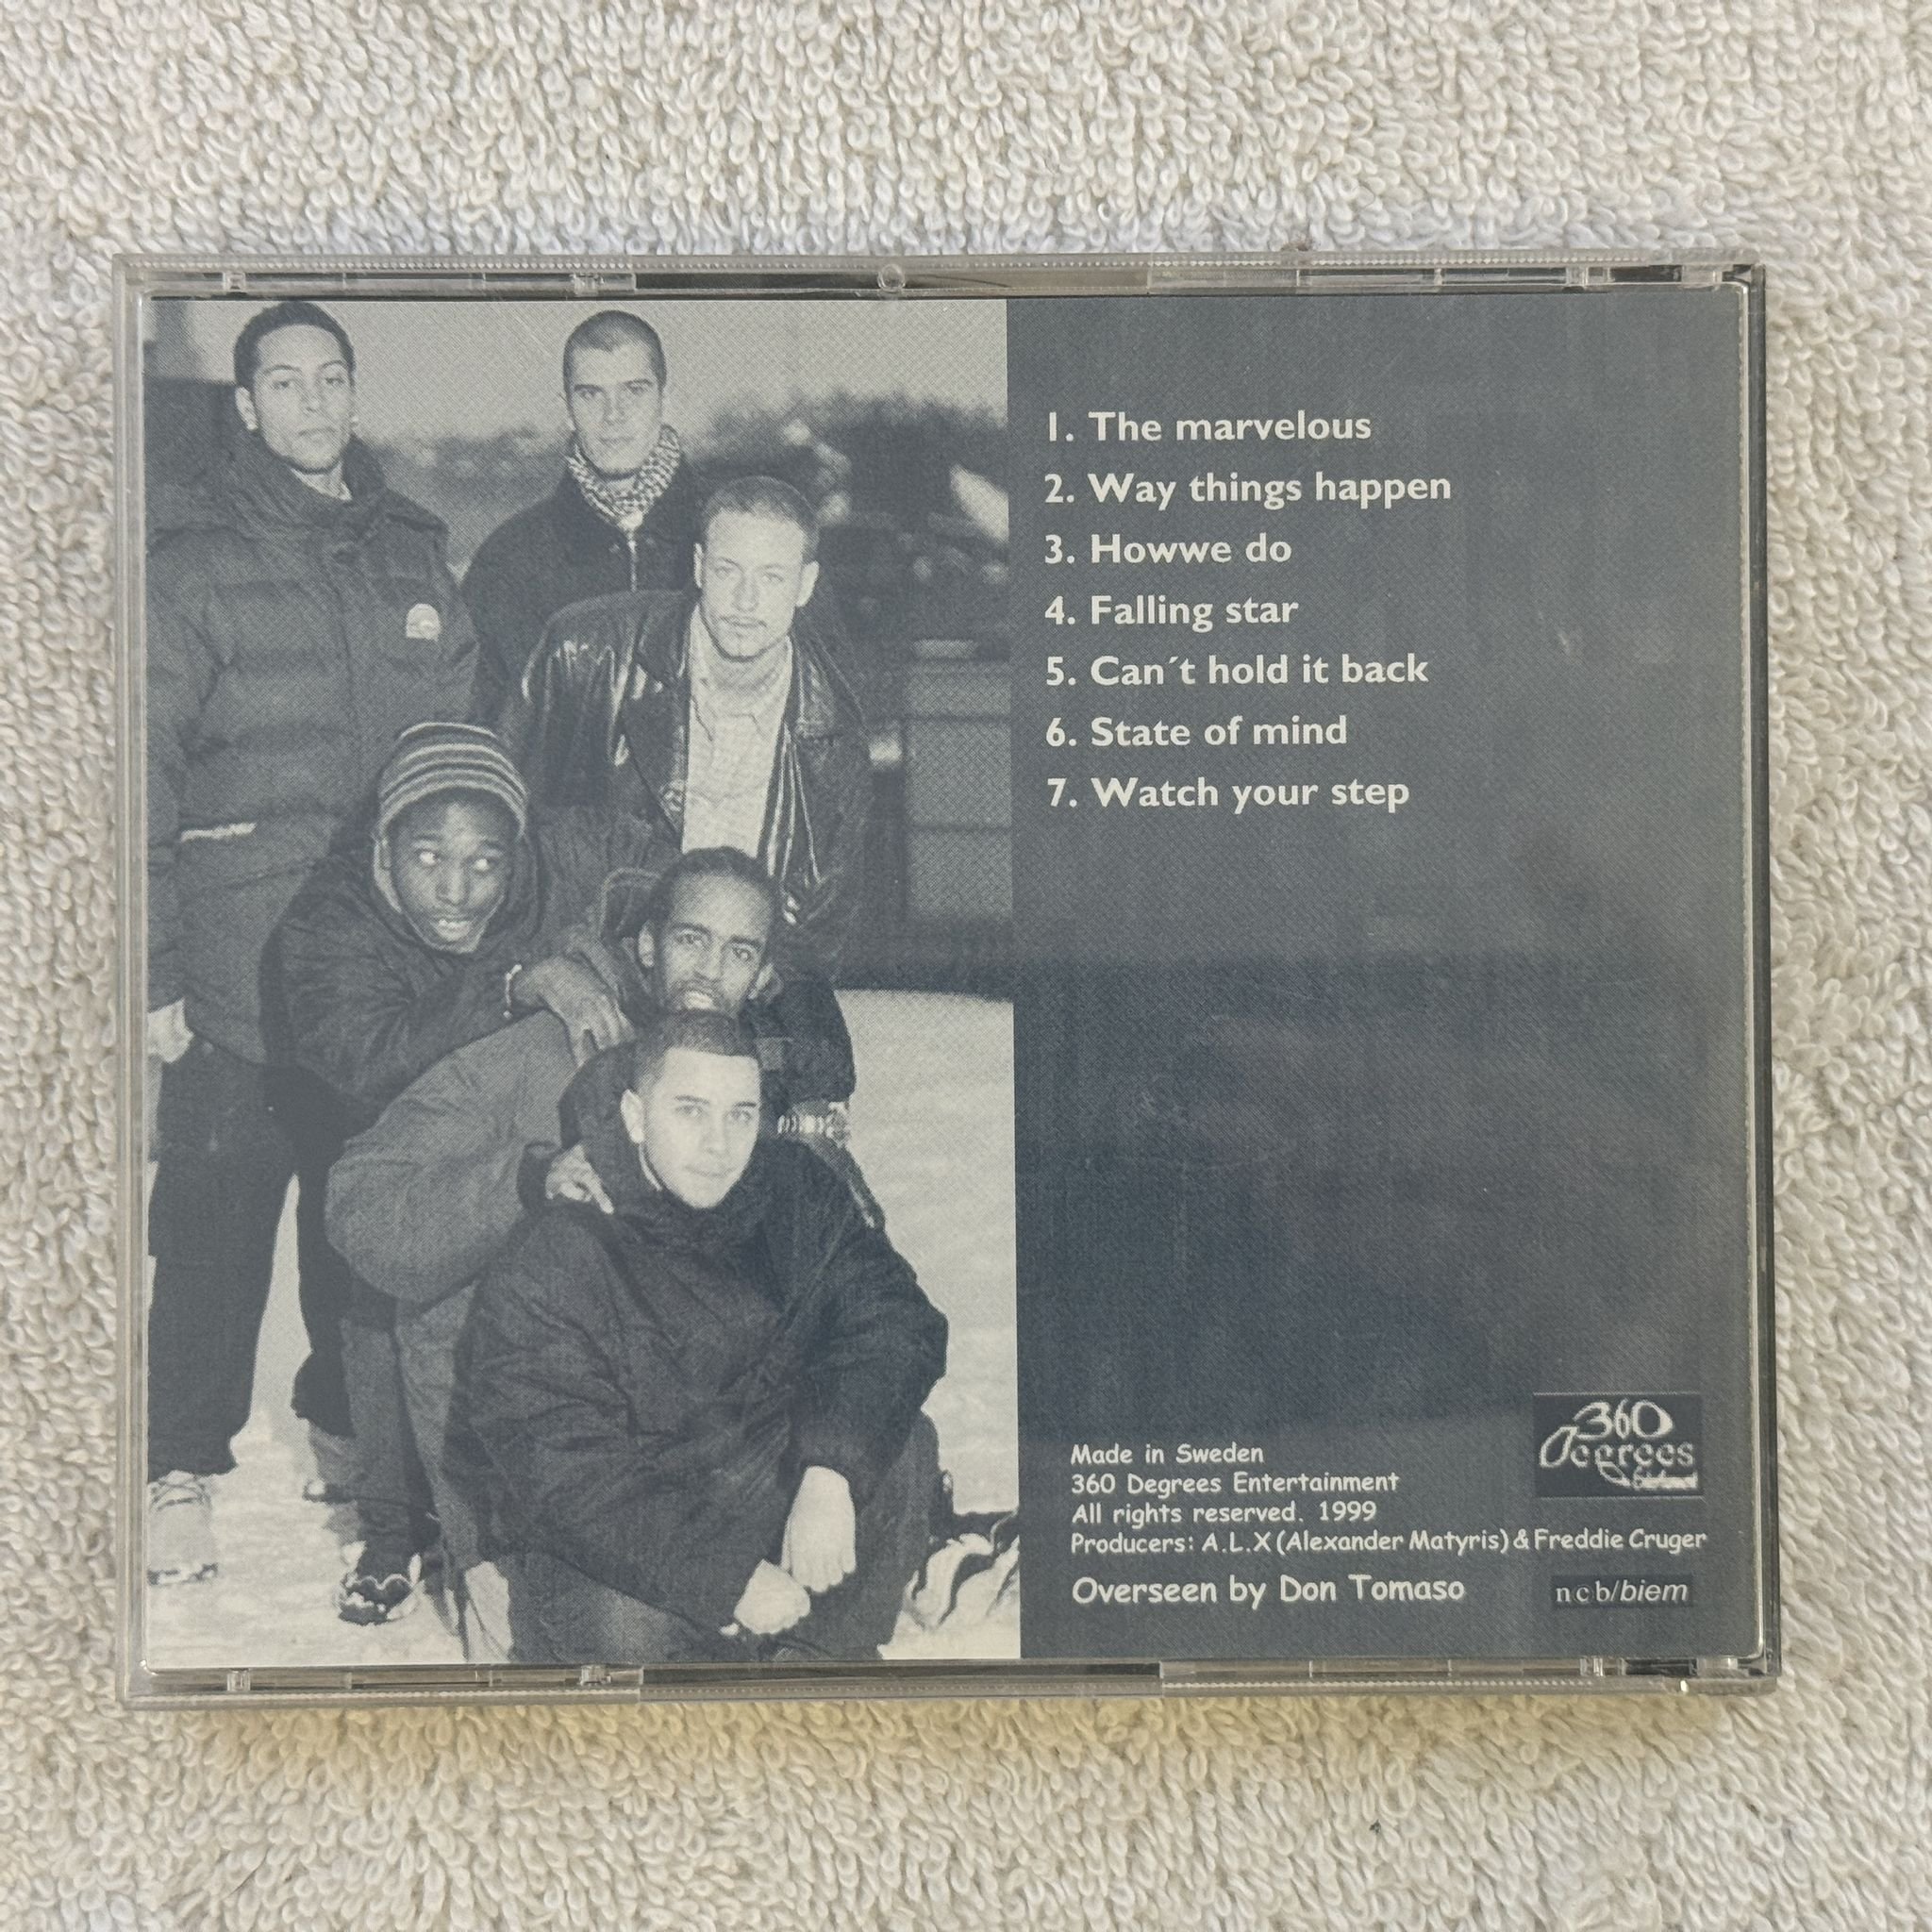 1. The marvelous
2. Way things happen
3. Howwe do
4. Falling star
5. Can´t hold it back
6. State of mind
7. Watch your step
360
Degrees
Made in Sweden
360 Degrees Entertainment
All rights reserved. 1999
Producers: A.L.X (Alexander Matyris) & Freddie Cruger
Overseen by Don Tomaso
ncb/biem